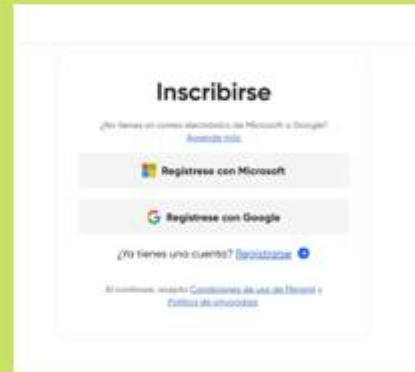 Inscribirse
¿No tienes un correo electrónico de Microsoft o Google?
Aprende más
Regístrese con Microsoft
Regístrese con Google
¿Ya tienes una cuenta? Registrarse
Al continuar, acepta Condiciones de uso de y
Política de privacidad